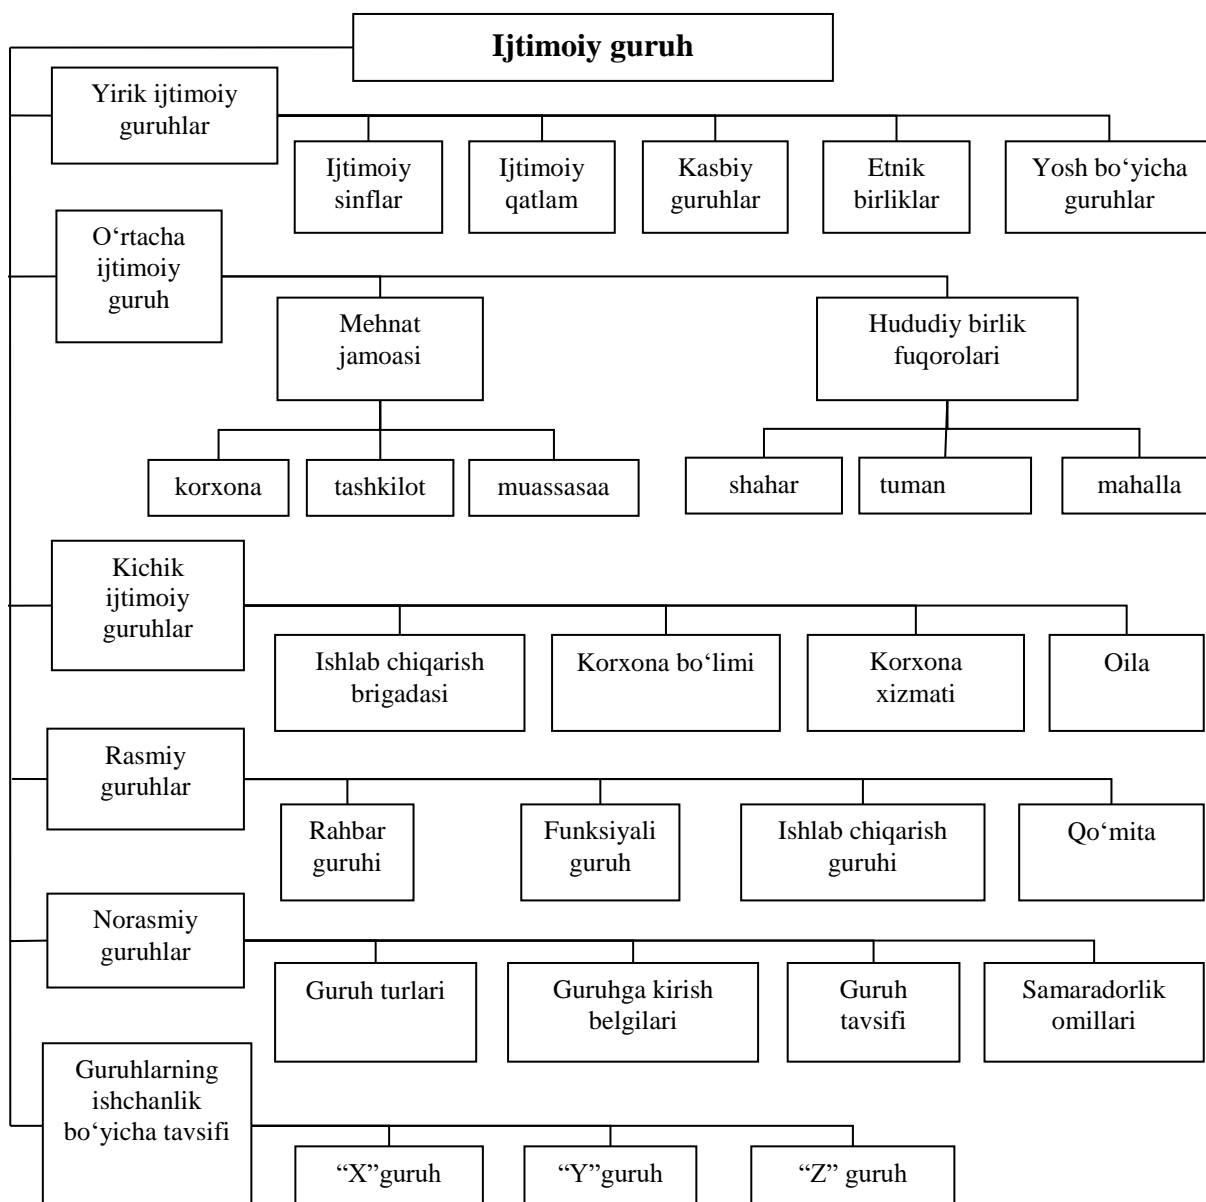 Ijtimoiy guruh
Yirik ijtimoiy
guruhlar
Ijtimoiy
sinflar
Ijtimoiy
qatlam
Kasbiy
guruhlar
Etnik
birliklar
Yosh bo‘yicha
guruhlar
O‘rtacha
ijtimoiy
guruh
Mehnat
jamoasi
Hududiy birlik
fuqorolari
korxona
tashkilot
muassasaa
shahar
tuman
mahalla
Kichik
ijtimoiy
guruhlar
Ishlab chiqarish
brigadasi
Korxona bo‘limi
Korxona
xizmati
Oila
Rasmiy
guruhlar
Rahbar
guruhi
Funksiyali
guruh
Ishlab chiqarish
guruhi
Qo‘mita
Norasmiy
guruhlar
Guruh turlari
Guruhga kirish
belgilari
Guruh
tavsifi
Samaradorlik
omillari
Guruhlarning
ishchanlik
bo‘yicha tavsifi
“X”guruh
“Y”guruh
“Z” guruh